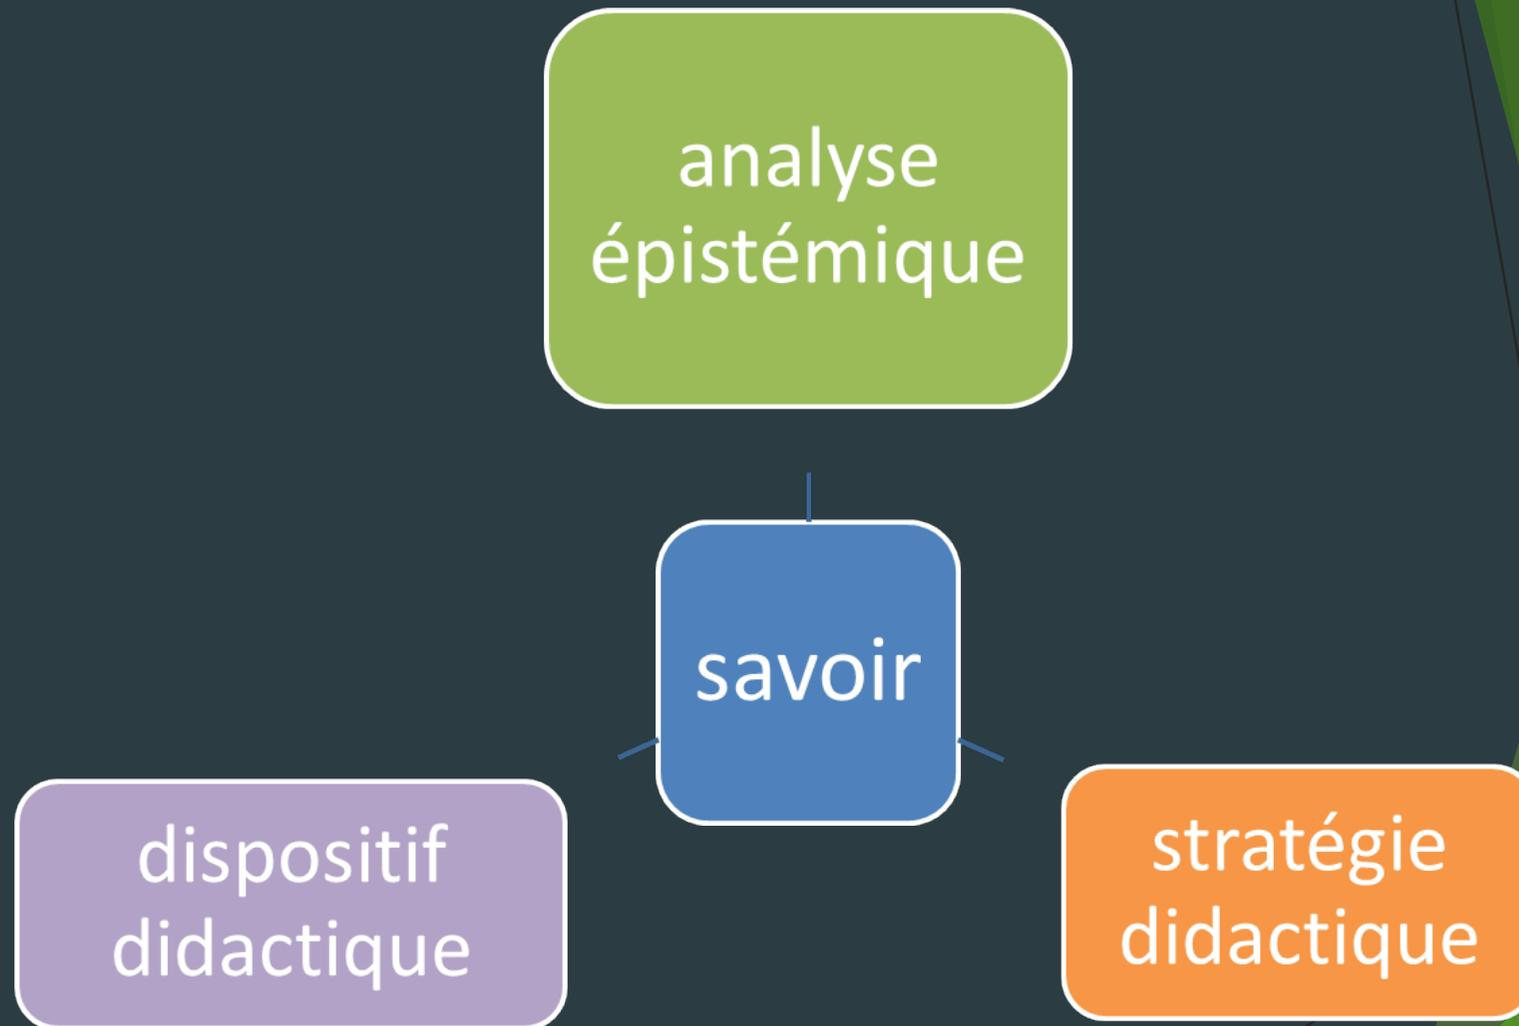 analyse
épistémique
savoir
dispositif
didactique
stratégie
didactique